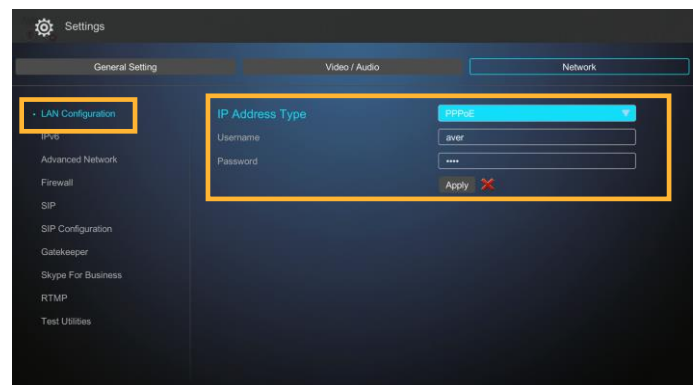 Settings
General Setting
Video / Audio
Network
LAN Configuration
IPv6
Advanced Network
Firewall
SIP
SIP Configuration
Gatekeeper
Skype For Business
RTMP
Test Utilities
IP Address Type PPPoE
Username aver
Password ••••
Apply